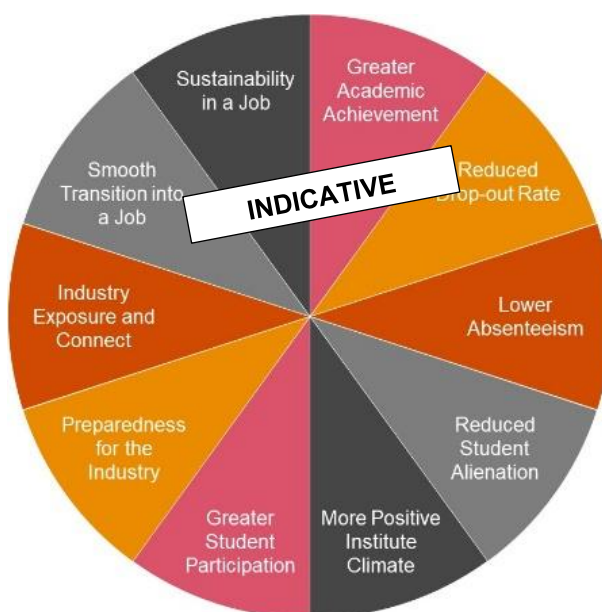 Sustainability
in a Job
Greater
Academic
Achievement
Reduced
Drop-out Rate
Lower
Absenteeism
Reduced
Student
Alienation
More Positive
Institute
Climate
Greater
Student
Participation
Preparedness
for the
Industry
Industry
Exposure and
Connect
Smooth
Transition into
a Job
INDICATIVE